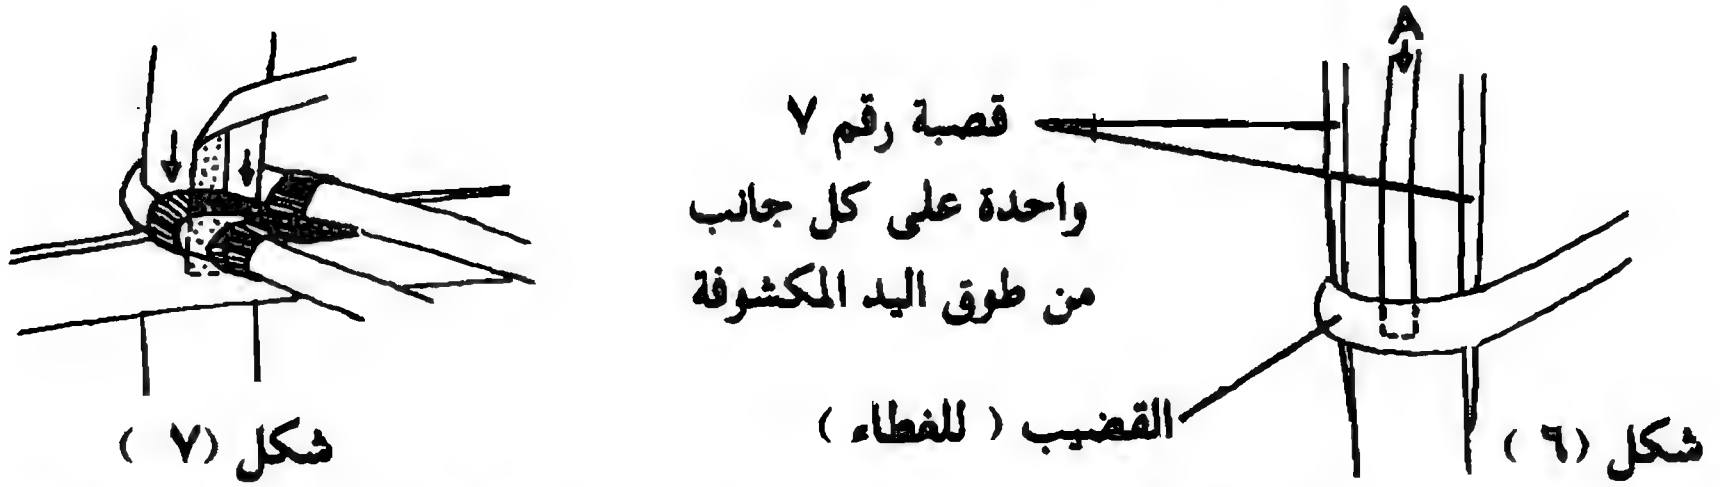 A
قصبة رقم ٧
واحدة على كل جانب
من طوق اليد المكشوفة
القضيب ( للغطاء )
شكل (٦ )
شكل (٧ )